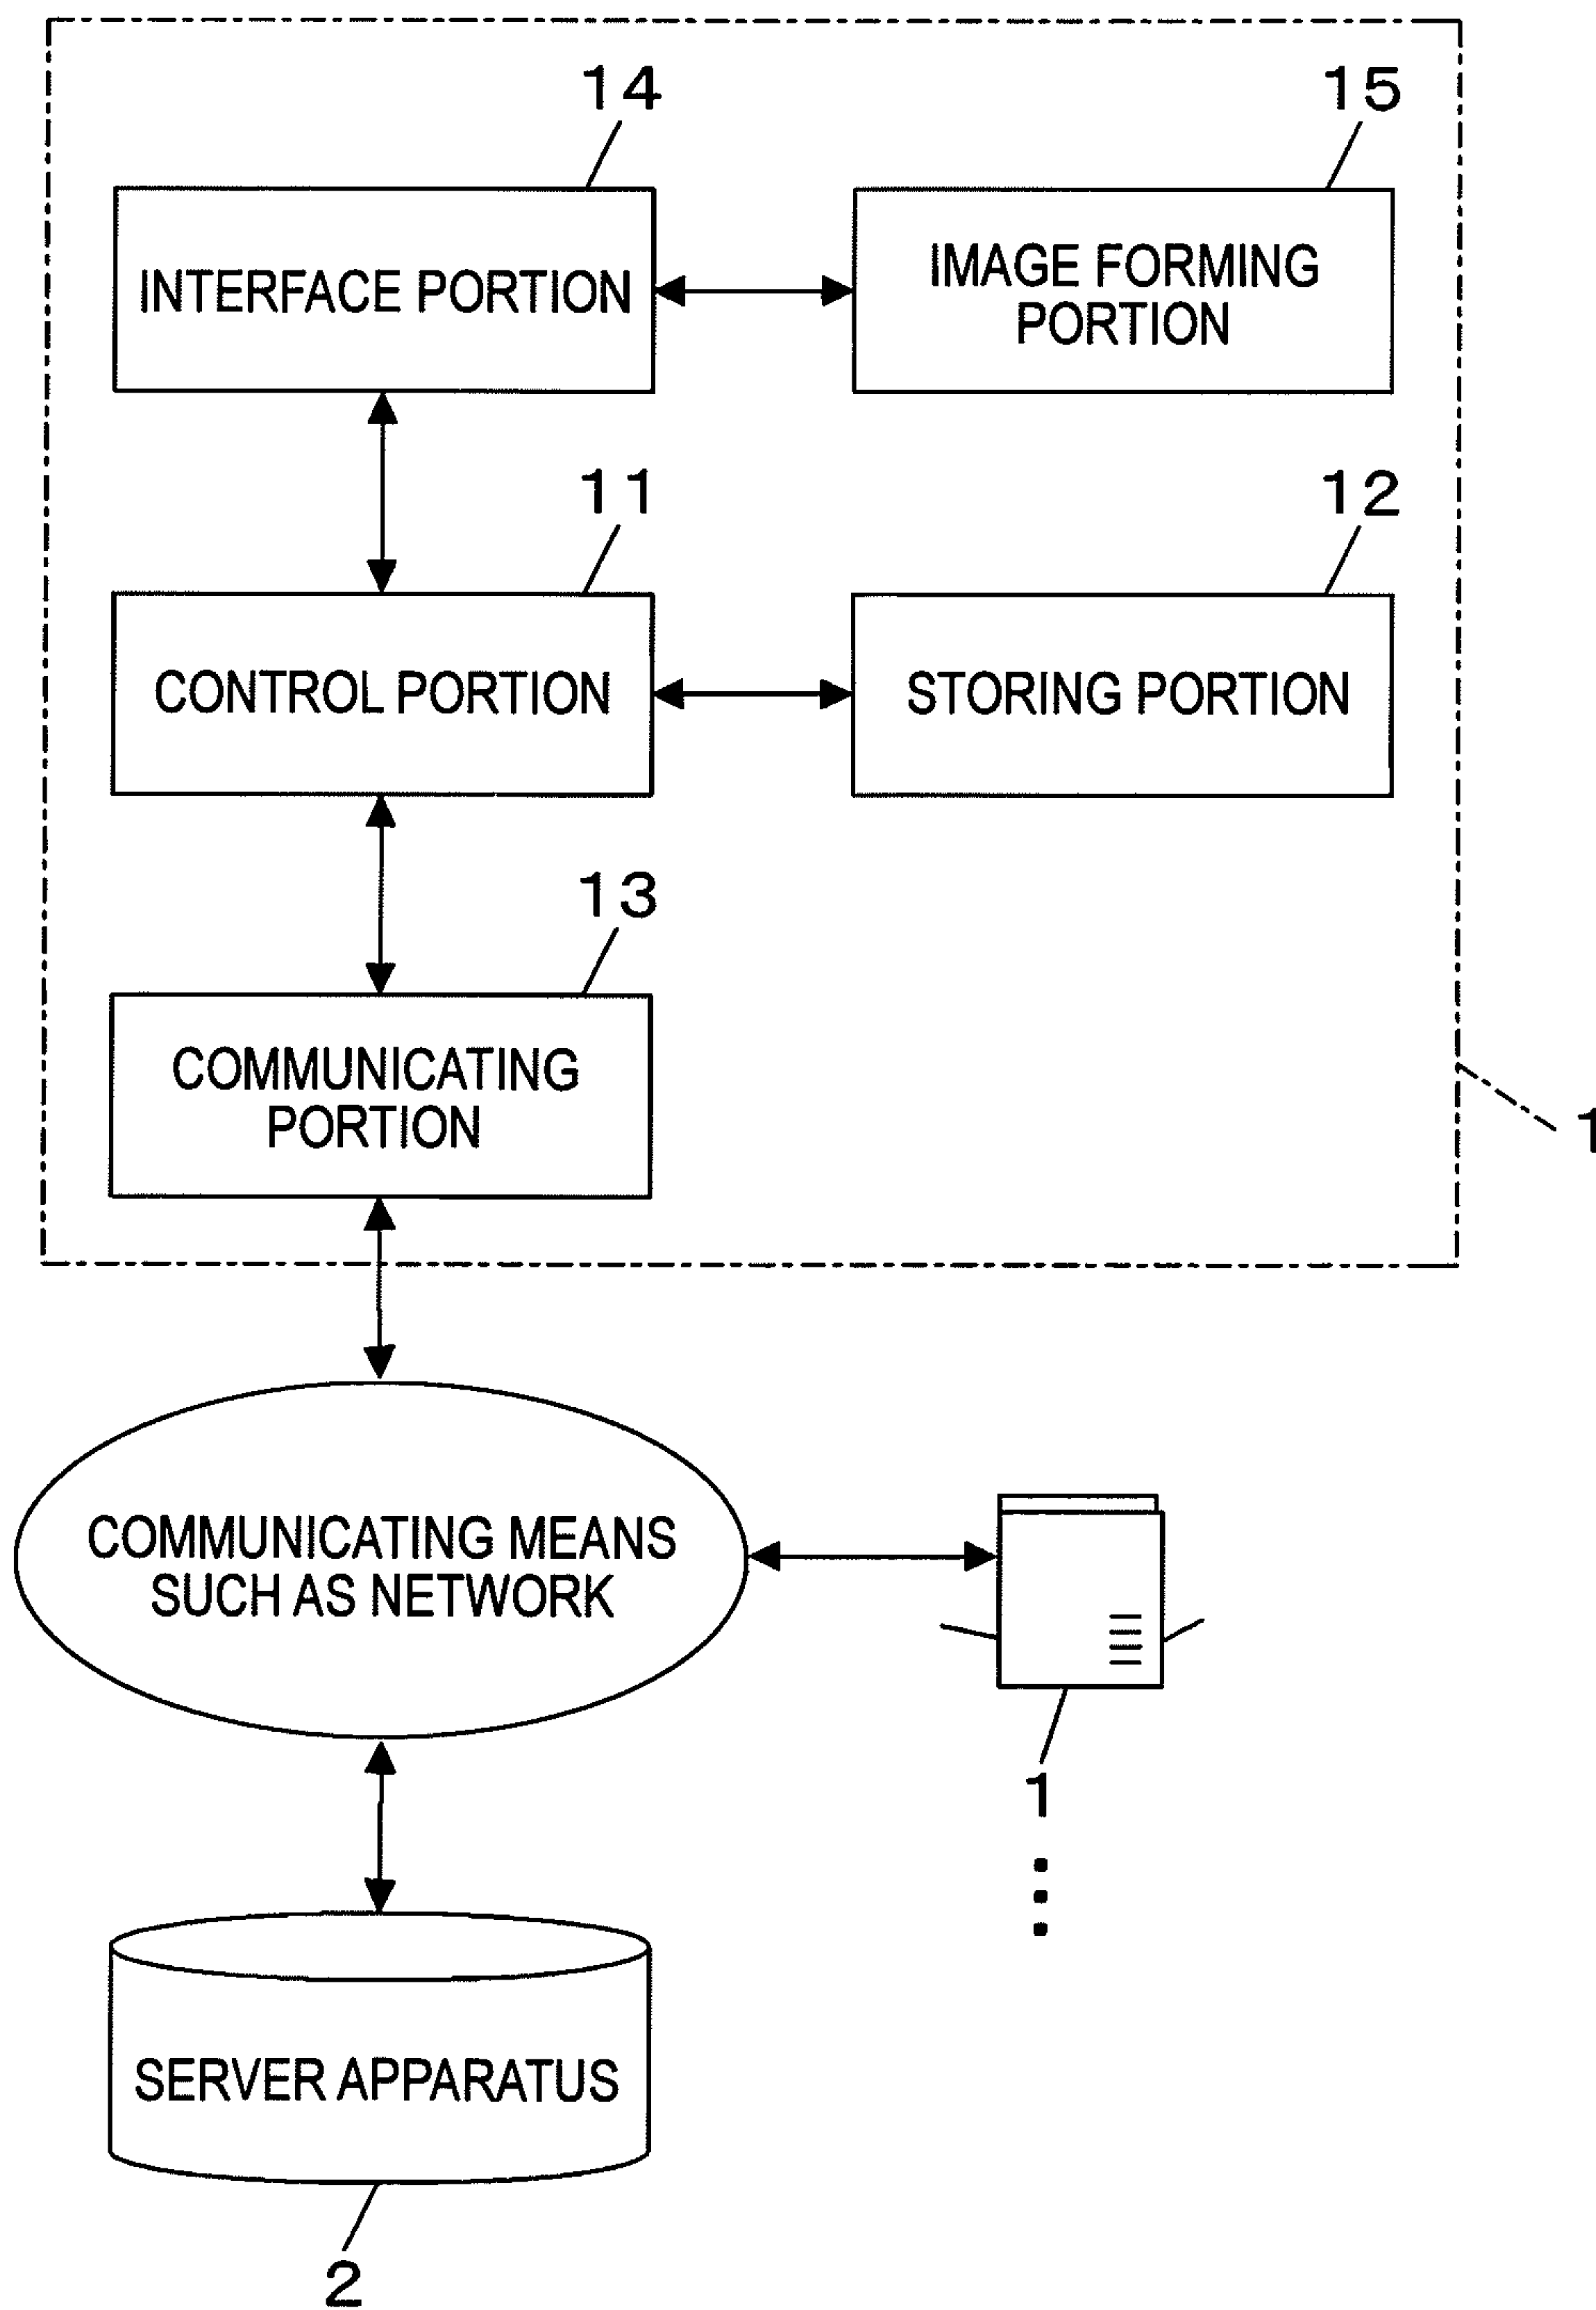 14
15
INTERFACE PORTION
IMAGE FORMING
PORTION
11
12
CONTROL PORTION
STORING PORTION
13
COMMUNICATING
PORTION
1
COMMUNICATING MEANS
SUCH AS NETWORK
1
SERVER APPARATUS
2